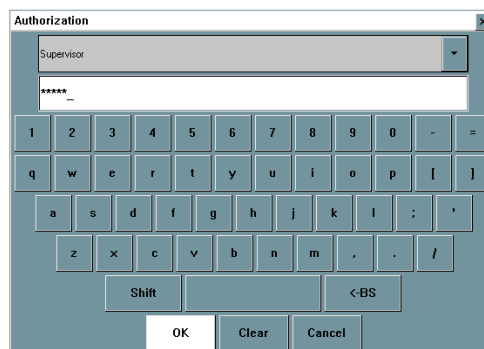 Authorization ×
Supervisor
*****_
1 2 3 4 5 6 7 8 9 0 - =
q w e r t y u i o p [ ]
a s d f g h j k l ; '
z x c v b n m , . /
Shift <-BS
OK Clear Cancel